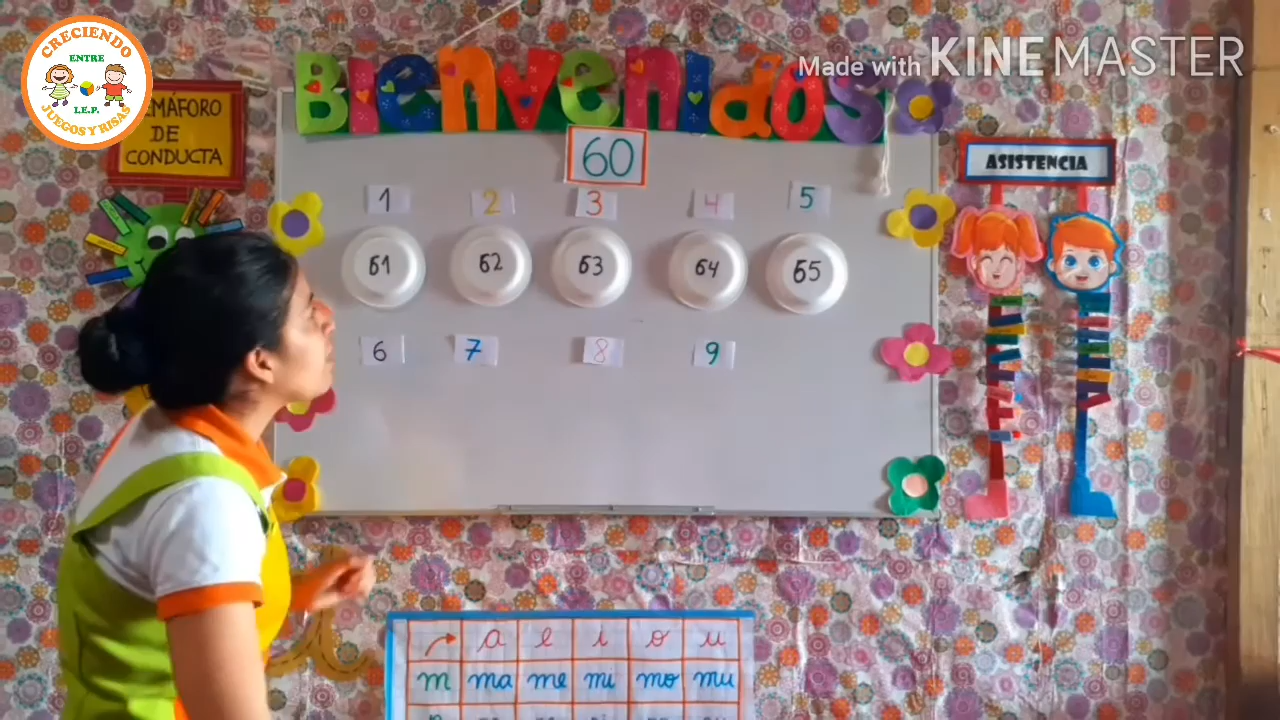 CRECIENDO
ENTRE
I.E.P.
JUEGOS Y RISAS
Made with KINEMASTER
BIENVENIDOS
SEMÁFORO
DE
CONDUCTA
60
ASISTENCIA
1 2 3 4 5
61 62 63 64 65
6 7 8 9
a e i o u
m ma me mi mo mu